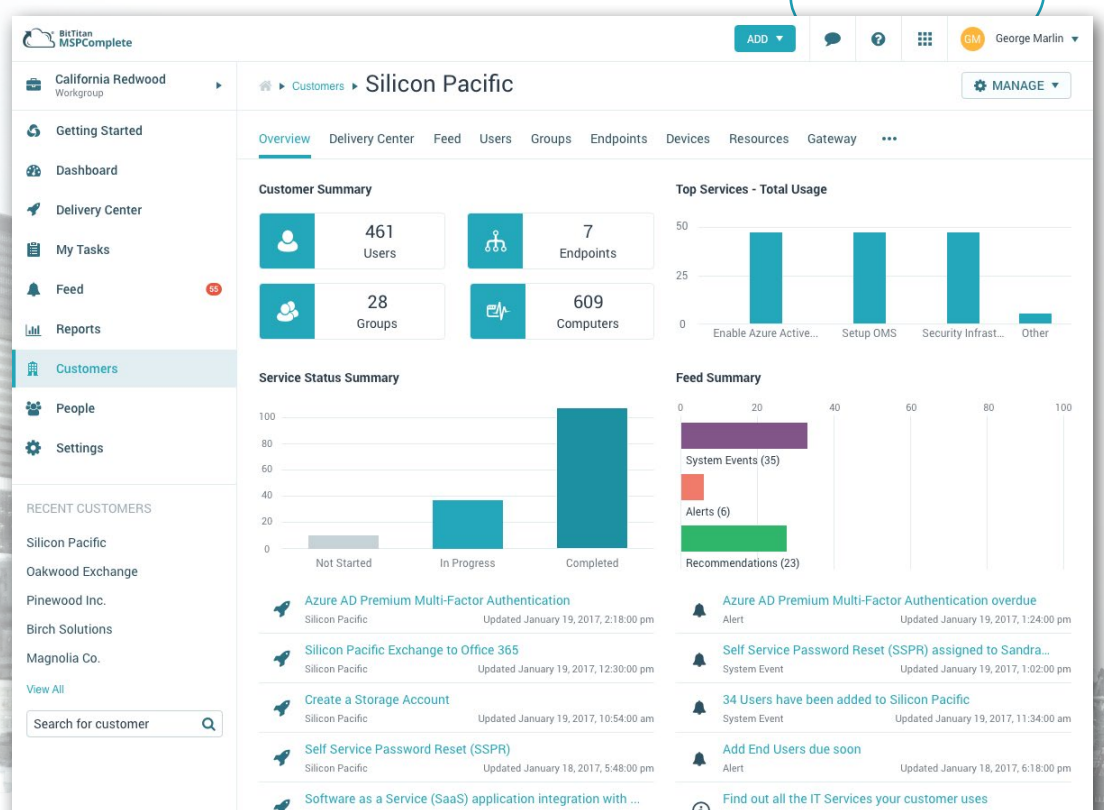 BitTitan
MSPComplete
ADD
GM
George Marlin
California Redwood
Workgroup
Customers
Silicon Pacific
MANAGE
Getting Started
Dashboard
Delivery Center
My Tasks
Feed
55
Reports
Customers
People
Settings
RECENT CUSTOMERS
Silicon Pacific
Oakwood Exchange
Pinewood Inc.
Birch Solutions
Magnolia Co.
View All
Search for customer
Overview Delivery Center Feed Users Groups Endpoints Devices Resources Gateway •••
Customer Summary
461
Users
7
Endpoints
28
Groups
609
Computers
Top Services - Total Usage
50
25
0
Enable Azure Active... Setup OMS Security Infrast... Other
Service Status Summary
100
80
60
40
20
0
Not Started In Progress Completed
Feed Summary
0 20 40 60 80 100
System Events (35)
Alerts (6)
Recommendations (23)
Azure AD Premium Multi-Factor Authentication
Silicon Pacific Updated January 19, 2017, 2:18:00 pm
Silicon Pacific Exchange to Office 365
Silicon Pacific Updated January 19, 2017, 12:30:00 pm
Create a Storage Account
Silicon Pacific Updated January 19, 2017, 10:54:00 am
Self Service Password Reset (SSPR)
Silicon Pacific Updated January 18, 2017, 5:48:00 pm
Software as a Service (SaaS) application integration with ...
Azure AD Premium Multi-Factor Authentication overdue
Alert Updated January 19, 2017, 1:24:00 pm
Self Service Password Reset (SSPR) assigned to Sandra...
System Event Updated January 19, 2017, 1:02:00 pm
34 Users have been added to Silicon Pacific
System Event Updated January 19, 2017, 11:34:00 am
Add End Users due soon
Alert Updated January 18, 2017, 6:18:00 pm
Find out all the IT Services your customer uses